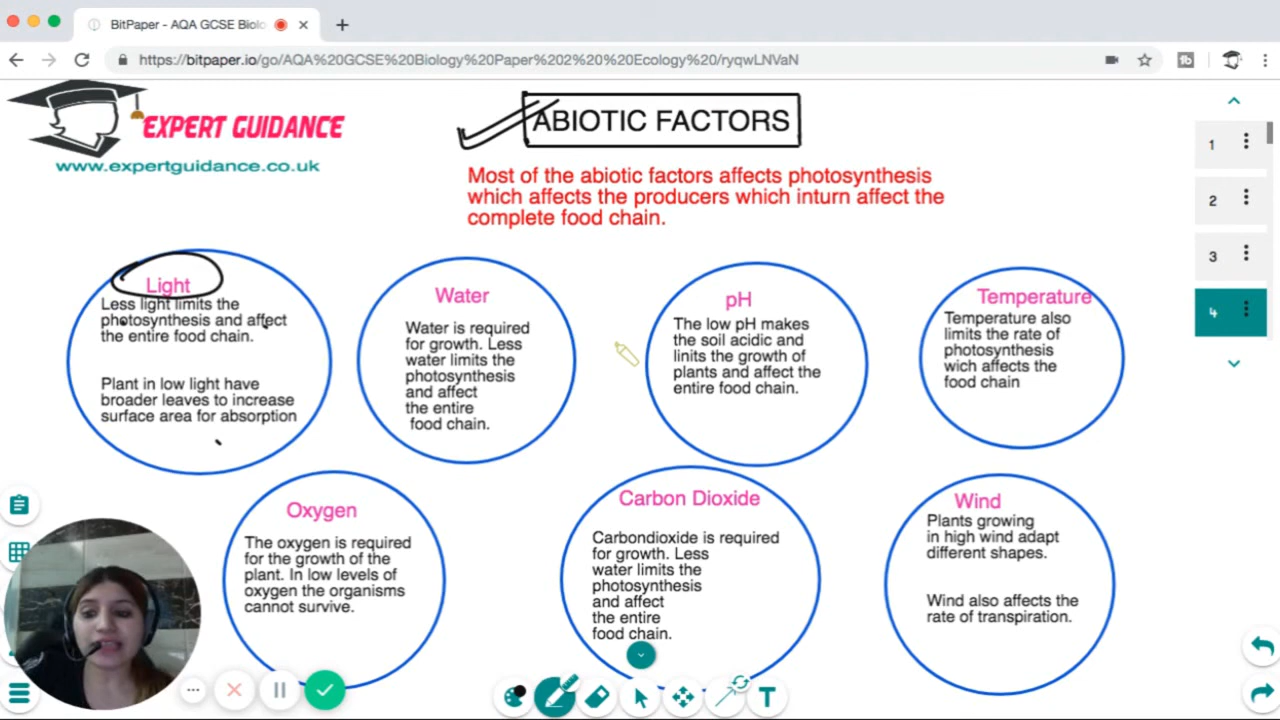 BitPaper - AQA GCSE Biolo
https://bitpaper.io/go/AQA%20GCSE%20Biology%20Paper%202%20%20Ecology%20/ryqwLNVaN
EXPERT GUIDANCE
www.expertguidance.co.uk
ABIOTIC FACTORS
Most of the abiotic factors affects photosynthesis
which affects the producers which inturn affect the
complete food chain.
1
2
3
4
Light
Less light limits the
photosynthesis and affect
the entire food chain.
Plant in low light have
broader leaves to increase
surface area for absorption
Water
Water is required
for growth. Less
water limits the
photosynthesis
and affect
the entire
food chain.
pH
The low pH makes
the soil acidic and
linits the growth of
plants and affect the
entire food chain.
Temperature
Temperature also
limits the rate of
photosynthesis
wich affects the
food chain
Oxygen
The oxygen is required
for the growth of the
plant. In low levels of
oxygen the organisms
cannot survive.
Carbon Dioxide
Carbondioxide is required
for growth. Less
water limits the
photosynthesis
and affect
the entire
food chain.
Wind
Plants growing
in high wind adapt
different shapes.
Wind also affects the
rate of transpiration.
T